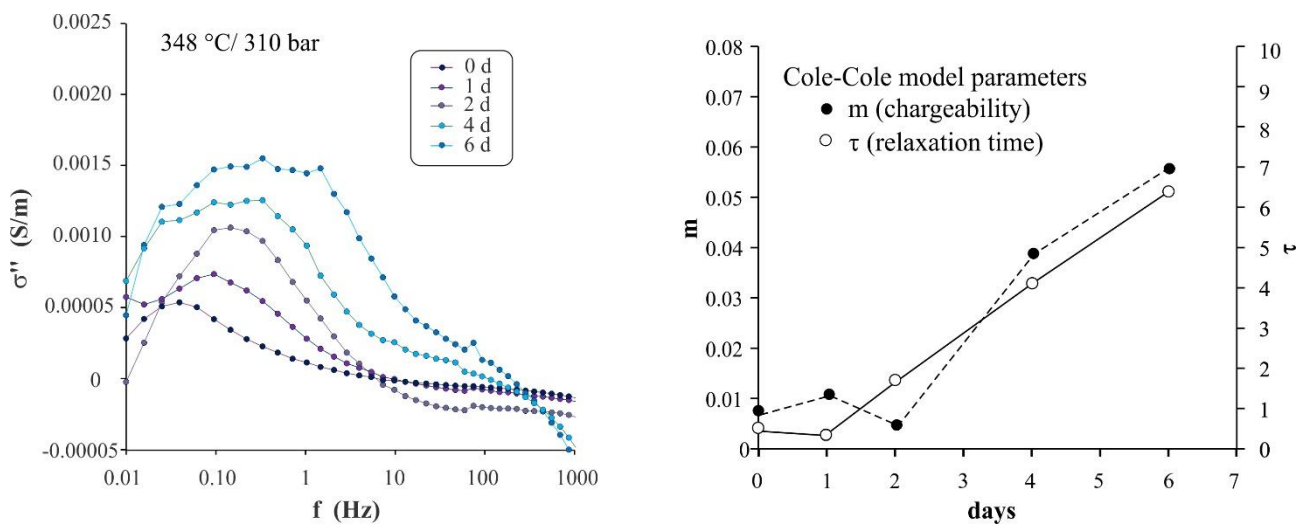 0.0025
348 °C/ 310 bar
0 d
1 d
2 d
4 d
6 d
0.0020
0.0015
0.0010
0.00005
0
-0.00005
σ" (S/m)
0.01
0.10
1
10
100
1000
f (Hz)
0.08
0.07
0.06
0.05
0.04
0.03
0.02
0.01
0
m
Cole-Cole model parameters
m (chargeability)
τ (relaxation time)
10
9
8
7
6
5
4
3
2
1
0
τ
0
1
2
3
4
5
6
7
days